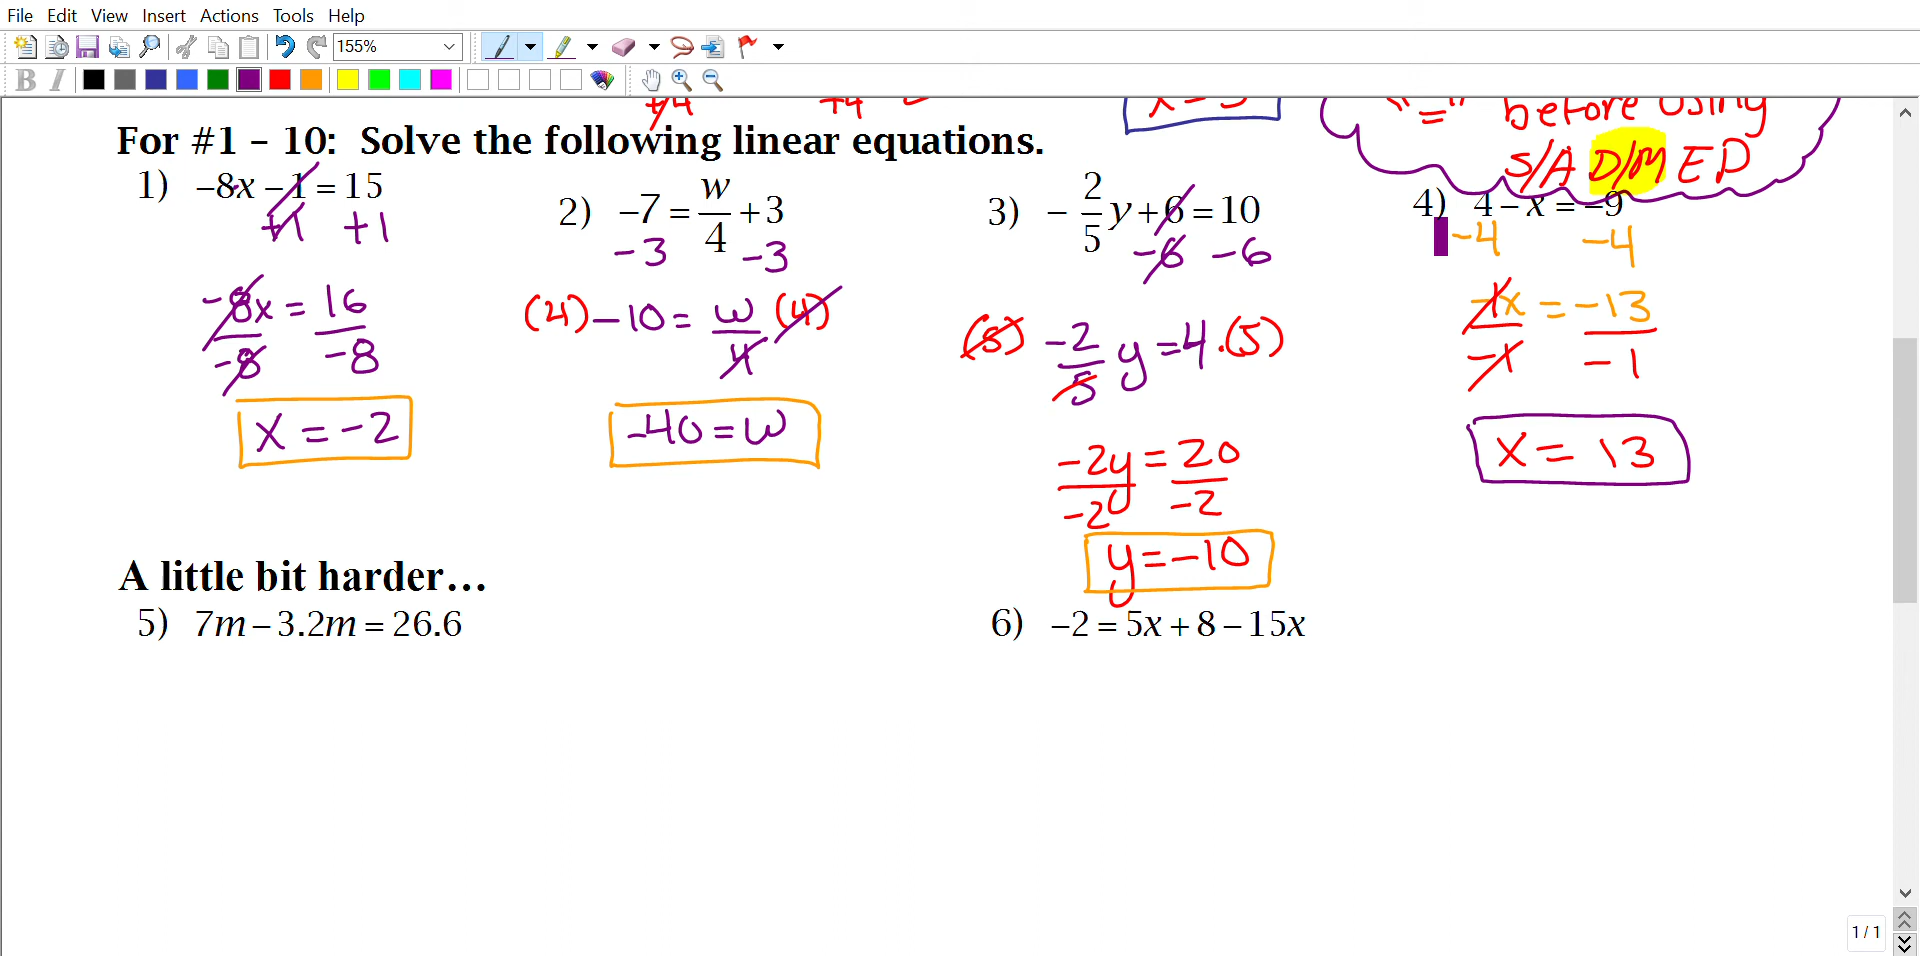 File Edit View Insert Actions Tools Help
155%
B I
+4 +4
x = 5
"=" before using
S/A D/M E P
For #1 – 10: Solve the following linear equations.
1) −8x − 1 = 15
+1 +1
−8x = 16
−8 −8
x = −2
2) −7 = w/4 + 3
−3 −3
(4) −10 = w/4 (4)
−40 = w
3) − 2/5 y + 6 = 10
−6 −6
(5) −2/5 y = 4 · (5)
−2y = 20
−2 −2
y = −10
4) 4 − x = −9
−4 −4
−1x = −13
−1 −1
x = 13
A little bit harder…
5) 7m − 3.2m = 26.6
6) −2 = 5x + 8 − 15x
1 / 1